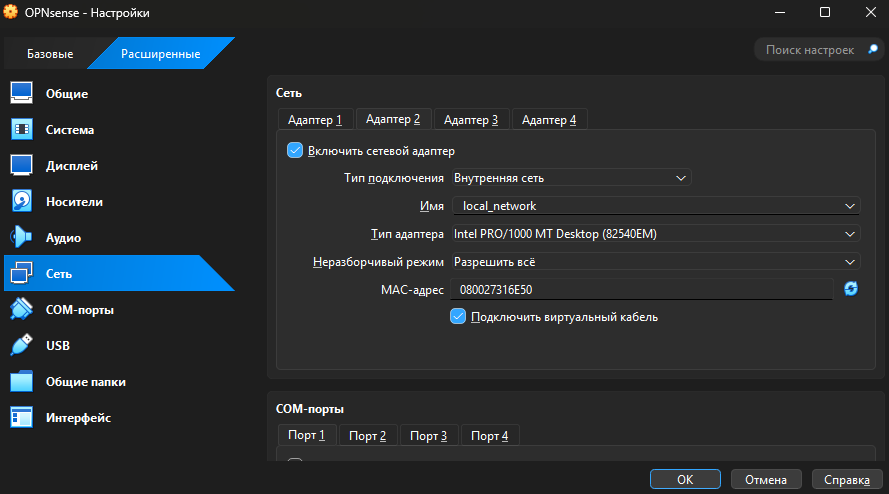 OPNsense - Настройки
Базовые Расширенные Поиск настроек
Общие
Система
Дисплей
Носители
Аудио
Сеть
COM-порты
USB
Общие папки
Интерфейс
Сеть
Адаптер 1 Адаптер 2 Адаптер 3 Адаптер 4
Включить сетевой адаптер
Тип подключения Внутренняя сеть
Имя local_network
Тип адаптера Intel PRO/1000 MT Desktop (82540EM)
Неразборчивый режим Разрешить всё
MAC-адрес 080027316E50
Подключить виртуальный кабель
COM-порты
Порт 1 Порт 2 Порт 3 Порт 4
ОК Отмена Справка